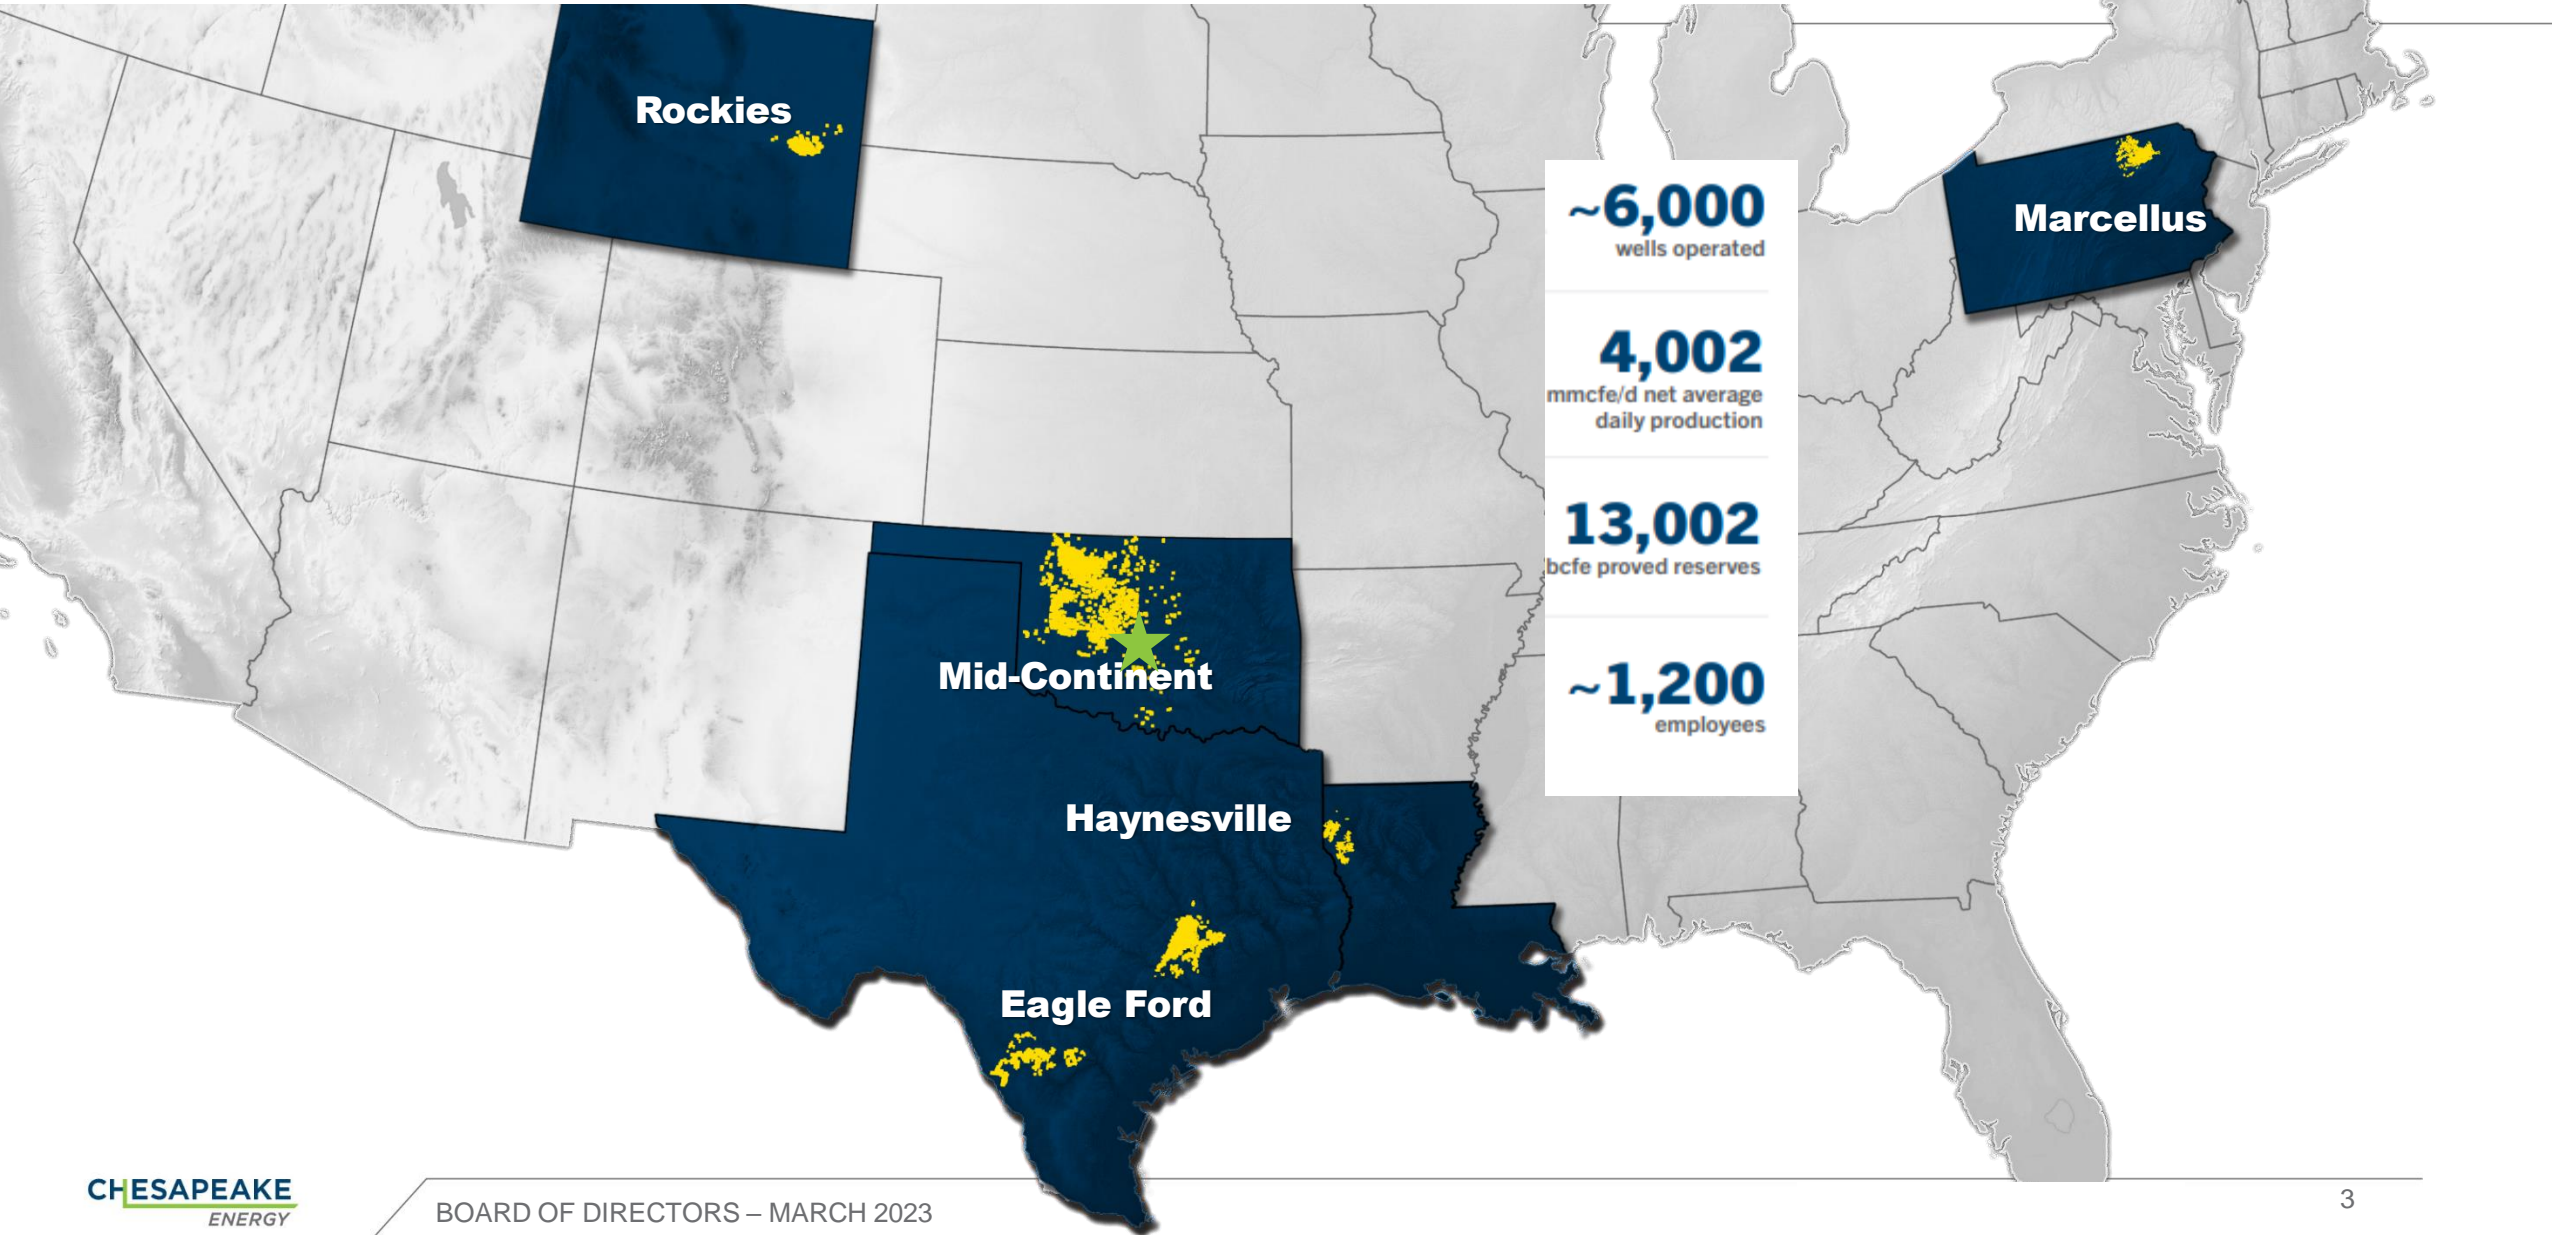 Rockies
Marcellus
~6,000
wells operated
4,002
mmcfe/d net average
daily production
13,002
bcfe proved reserves
~1,200
employees
Mid-Continent
Haynesville
Eagle Ford
CHESAPEAKE
ENERGY
BOARD OF DIRECTORS – MARCH 2023
3